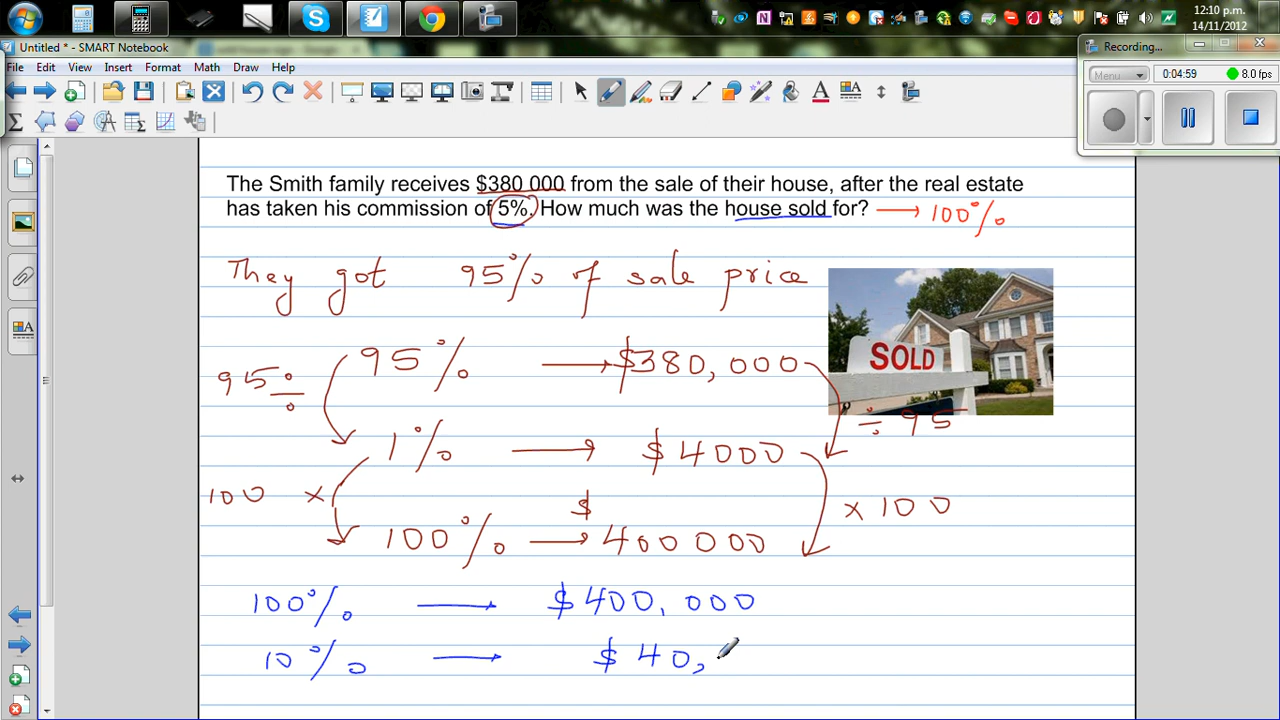 12:10 p.m.
14/11/2012
Untitled * - SMART Notebook
Recording...
File Edit View Insert Format Math Draw Help
Menu 0:04:59 8.0 fps
The Smith family receives $380 000 from the sale of their house, after the real estate
has taken his commission of 5%. How much was the house sold for? → 100%
They got 95% of sale price
95% → $380,000
SOLD
95 ÷
÷ 95
1% → $4000
100 ×
× 100
100% → $400 000
100% — $400,000
10% — $40,